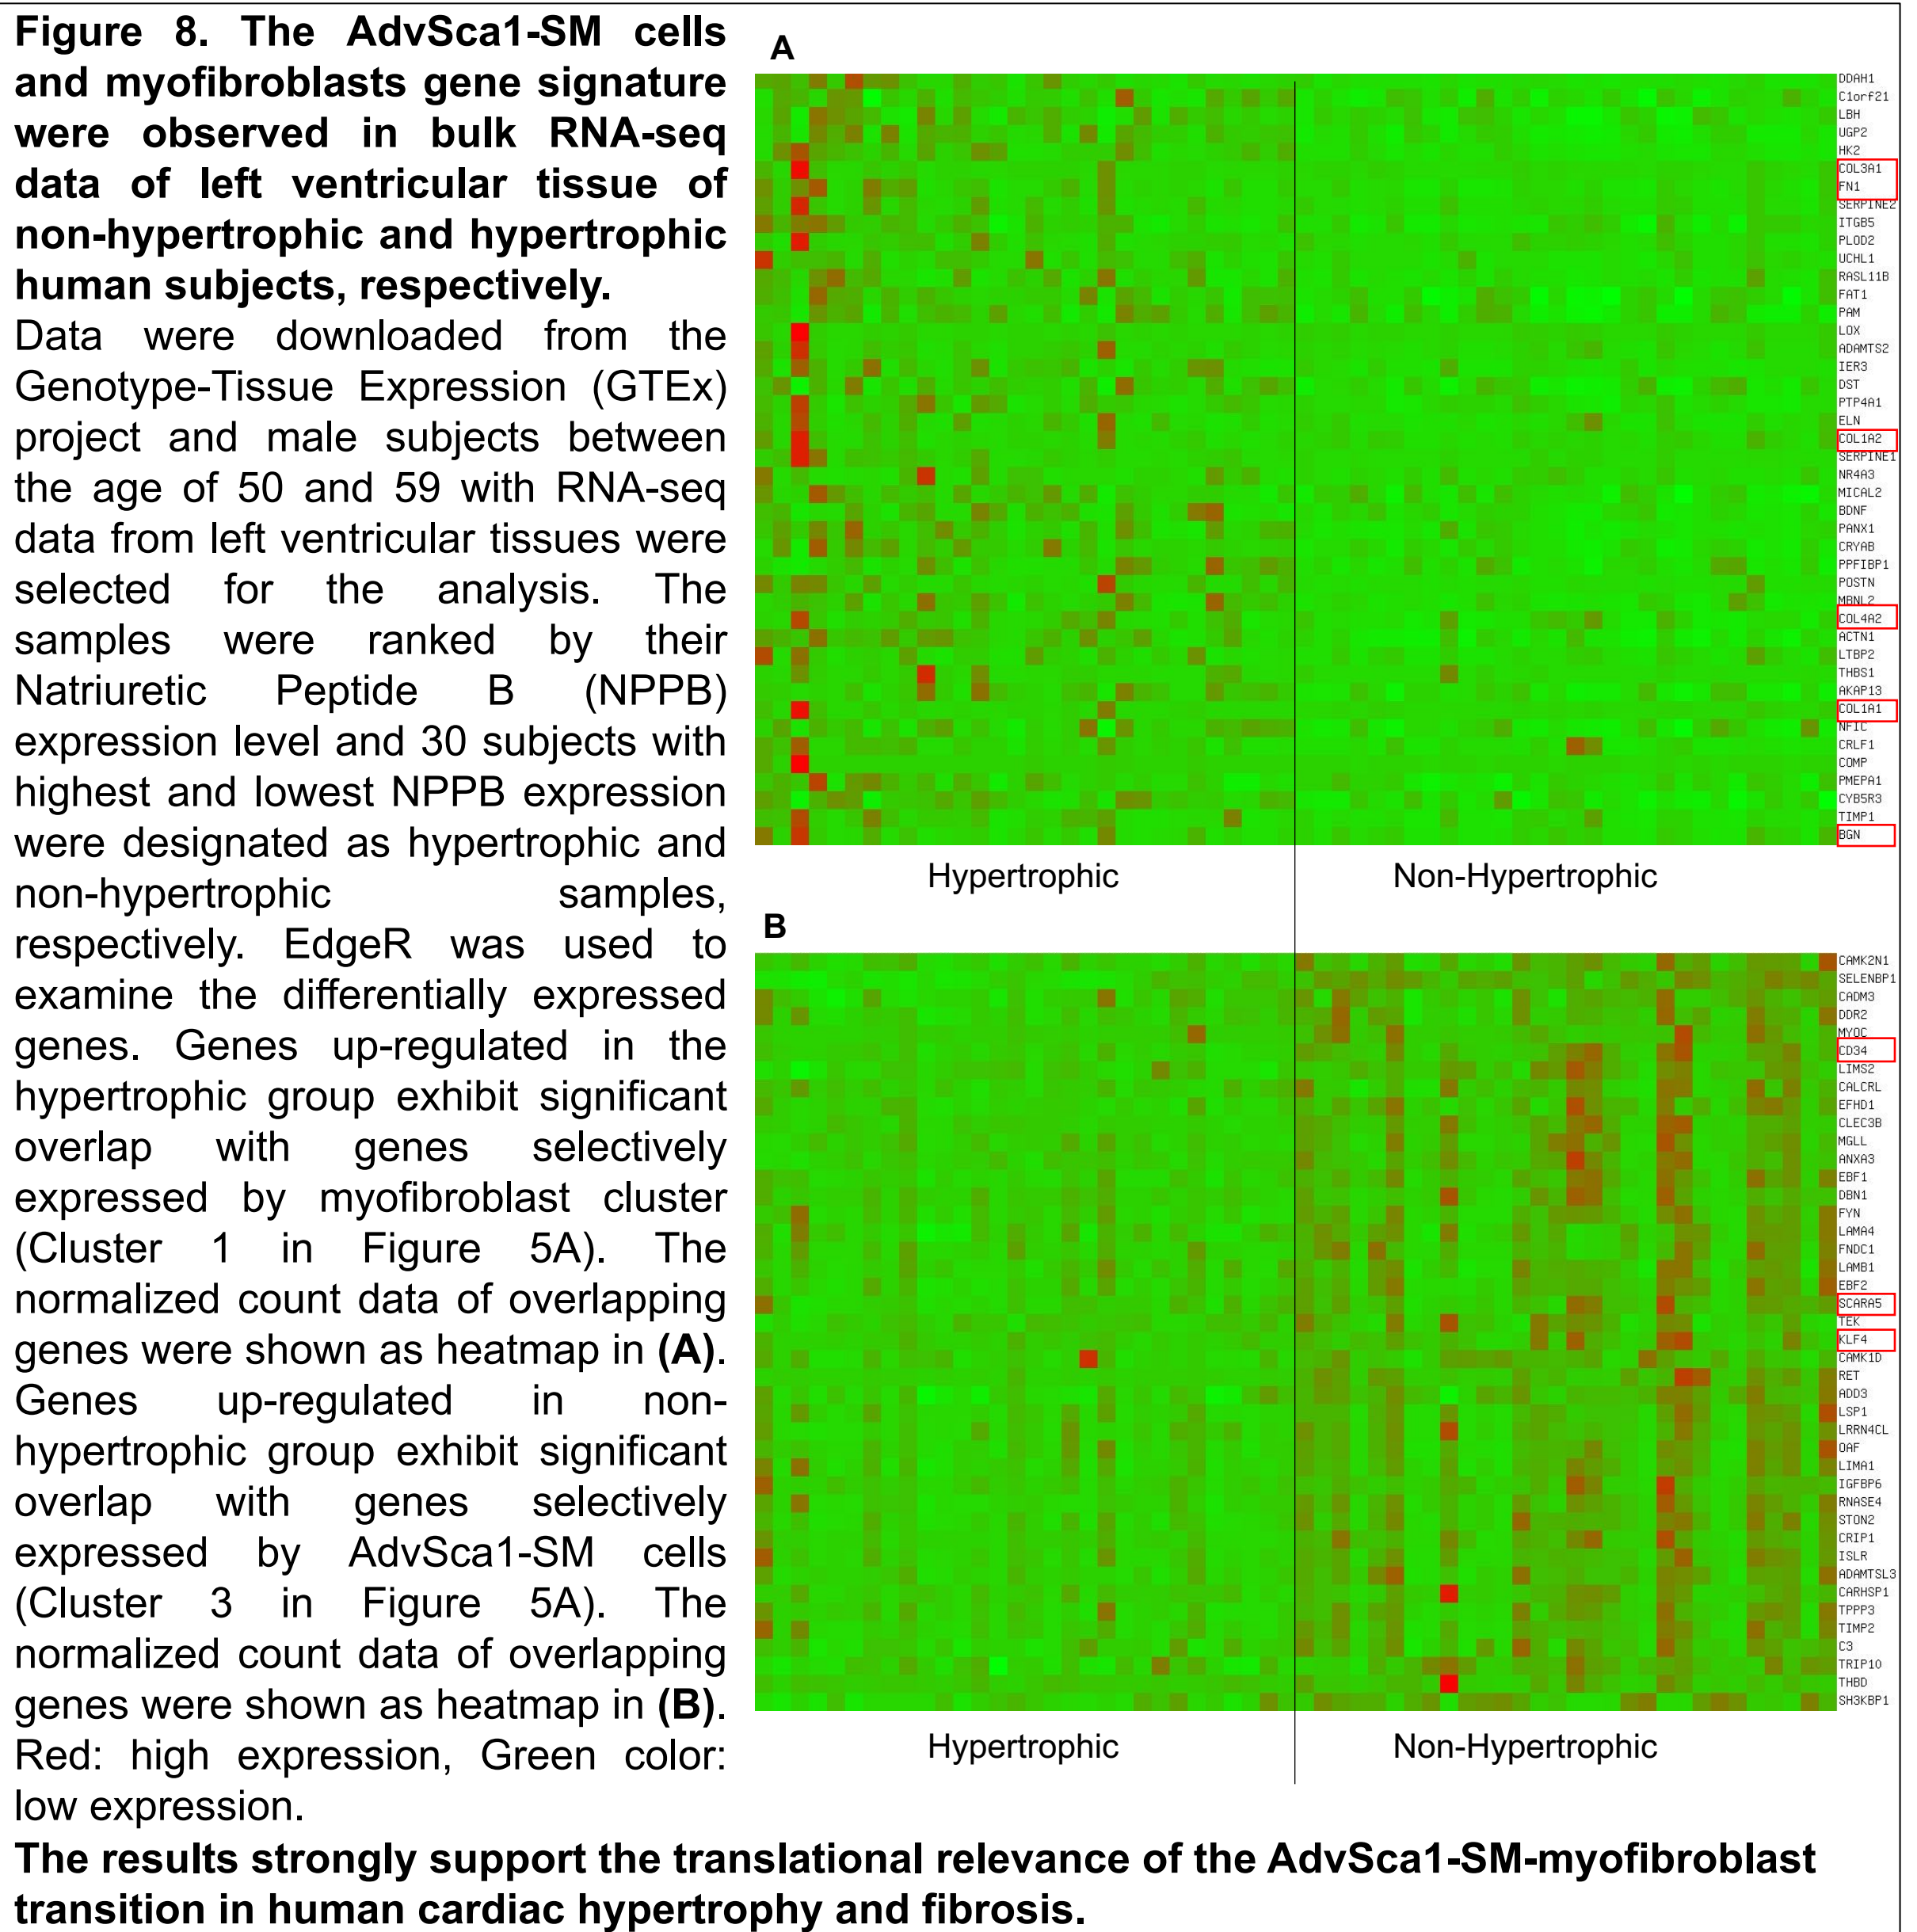 Figure 8. The AdvSca1-SM cells
and myofibroblasts gene signature
were observed in bulk RNA-seq
data of left ventricular tissue of
non-hypertrophic and hypertrophic
human subjects, respectively.
Data were downloaded from the
Genotype-Tissue Expression (GTEx)
project and male subjects between
the age of 50 and 59 with RNA-seq
data from left ventricular tissues were
selected for the analysis. The
samples were ranked by their
Natriuretic Peptide B (NPPB)
expression level and 30 subjects with
highest and lowest NPPB expression
were designated as hypertrophic and
non-hypertrophic samples,
respectively. EdgeR was used to
examine the differentially expressed
genes. Genes up-regulated in the
hypertrophic group exhibit significant
overlap with genes selectively
expressed by myofibroblast cluster
(Cluster 1 in Figure 5A). The
normalized count data of overlapping
genes were shown as heatmap in (A).
Genes up-regulated in non-
hypertrophic group exhibit significant
overlap with genes selectively
expressed by AdvSca1-SM cells
(Cluster 3 in Figure 5A). The
normalized count data of overlapping
genes were shown as heatmap in (B).
Red: high expression, Green color:
low expression.
A
DDAH1
C1orf21
LBH
UGP2
HK2
COL3A1
FN1
SERPINE2
ITGB5
PLOD2
UCHL1
RASL11B
FAT1
PAM
LOX
ADAMTS2
IER3
DST
PTP4A1
ELN
COL1A2
SERPINE1
NR4A3
MICAL2
BDNF
PANX1
CRYAB
PPFIBP1
POSTN
MBNL2
COL4A2
ACTN1
LTBP2
THBS1
AKAP13
COL1A1
NFIC
CRLF1
COMP
PMEPA1
CYB5R3
TIMP1
BGN
Hypertrophic
Non-Hypertrophic
B
CAMK2N1
SELENBP1
CADM3
DDR2
MYOC
CD34
LIMS2
CALCRL
EFHD1
CLEC3B
MGLL
ANXA3
EBF1
DBN1
FYN
LAMA4
FNDC1
LAMB1
EBF2
SCARA5
TEK
KLF4
CAMK1D
RET
ADD3
LSP1
LRRN4CL
OAF
LIMA1
IGFBP6
RNASE4
STON2
CRIP1
ISLR
ADAMTSL3
CARHSP1
TPPP3
TIMP2
C3
TRIP10
THBD
SH3KBP1
Hypertrophic
Non-Hypertrophic
The results strongly support the translational relevance of the AdvSca1-SM-myofibroblast
transition in human cardiac hypertrophy and fibrosis.